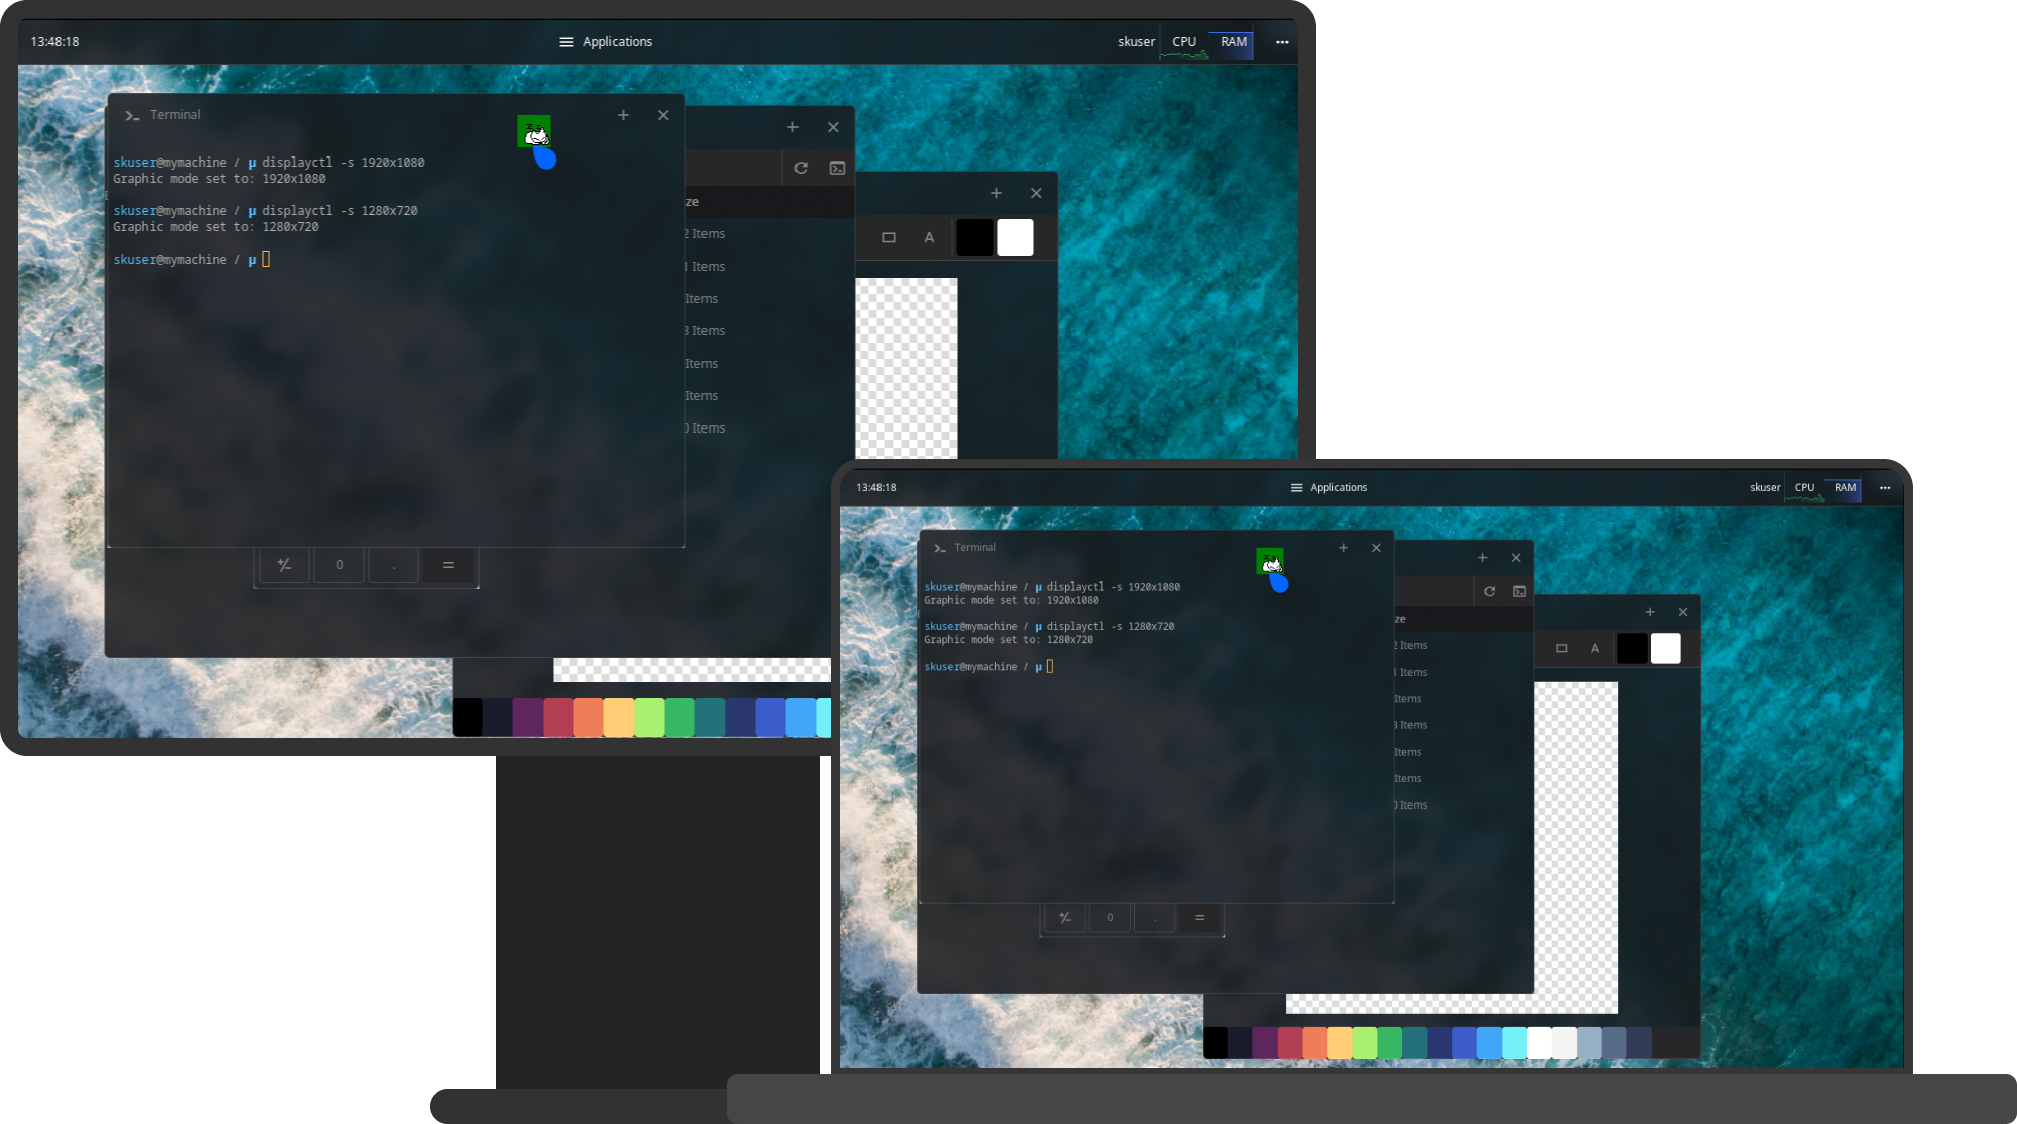 13:48:18
Applications
skuser CPU RAM
Terminal
skuser@mymachine / µ displayctl -s 1920x1080
Graphic mode set to: 1920x1080
skuser@mymachine / µ displayctl -s 1280x720
Graphic mode set to: 1280x720
skuser@mymachine / µ
ze
2 Items
1 Items
Items
3 Items
Items
Items
0 Items
A
+/- 0 . =
13:48:18
Applications
skuser CPU RAM
Terminal
skuser@mymachine / µ displayctl -s 1920x1080
Graphic mode set to: 1920x1080
skuser@mymachine / µ displayctl -s 1280x720
Graphic mode set to: 1280x720
skuser@mymachine / µ
ze
2 Items
1 Items
Items
3 Items
Items
Items
0 Items
A
+/- 0 . =